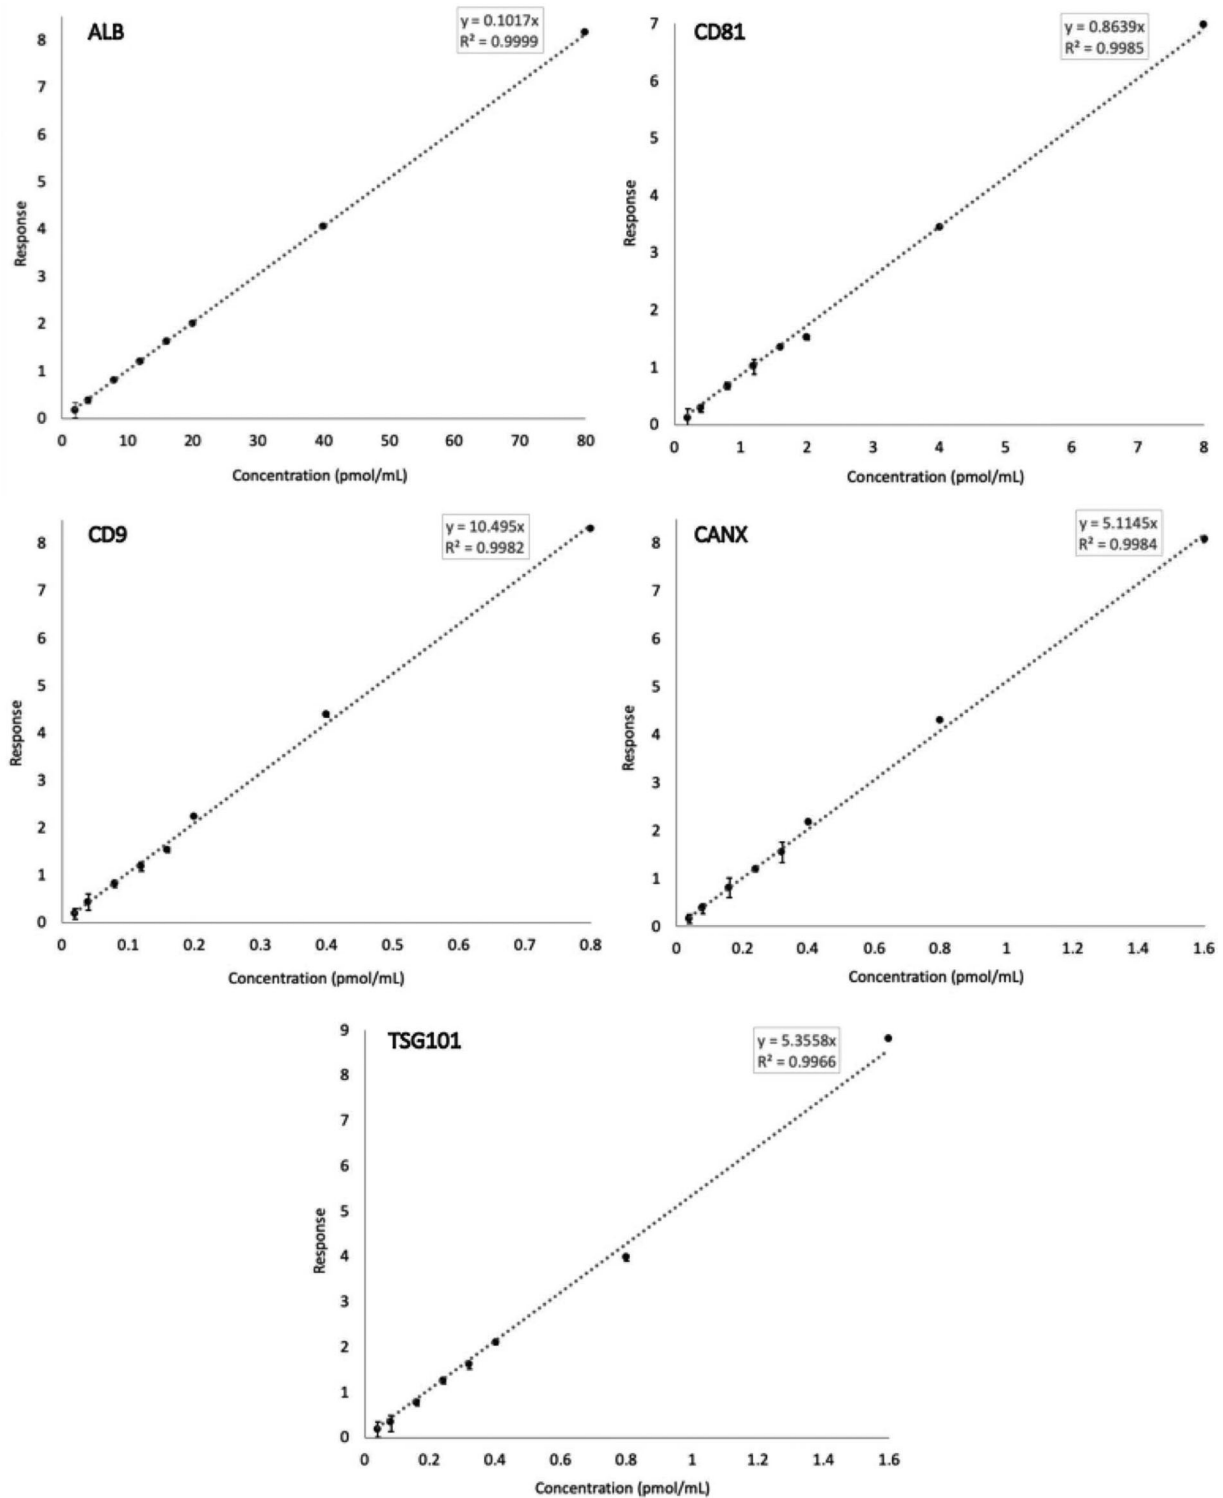 ALB
y = 0.1017x
R² = 0.9999
8
7
6
5
4
3
2
1
0
Response
0 10 20 30 40 50 60 70 80
Concentration (pmol/mL)
CD81
y = 0.8639x
R² = 0.9985
7
6
5
4
3
2
1
0
Response
0 1 2 3 4 5 6 7 8
Concentration (pmol/mL)
CD9
y = 10.495x
R² = 0.9982
8
7
6
5
4
3
2
1
0
Response
0 0.1 0.2 0.3 0.4 0.5 0.6 0.7 0.8
Concentration (pmol/mL)
CANX
y = 5.1145x
R² = 0.9984
8
7
6
5
4
3
2
1
0
Response
0 0.2 0.4 0.6 0.8 1 1.2 1.4 1.6
Concentration (pmol/mL)
TSG101
y = 5.3558x
R² = 0.9966
9
8
7
6
5
4
3
2
1
0
Response
0 0.2 0.4 0.6 0.8 1 1.2 1.4 1.6
Concentration (pmol/mL)